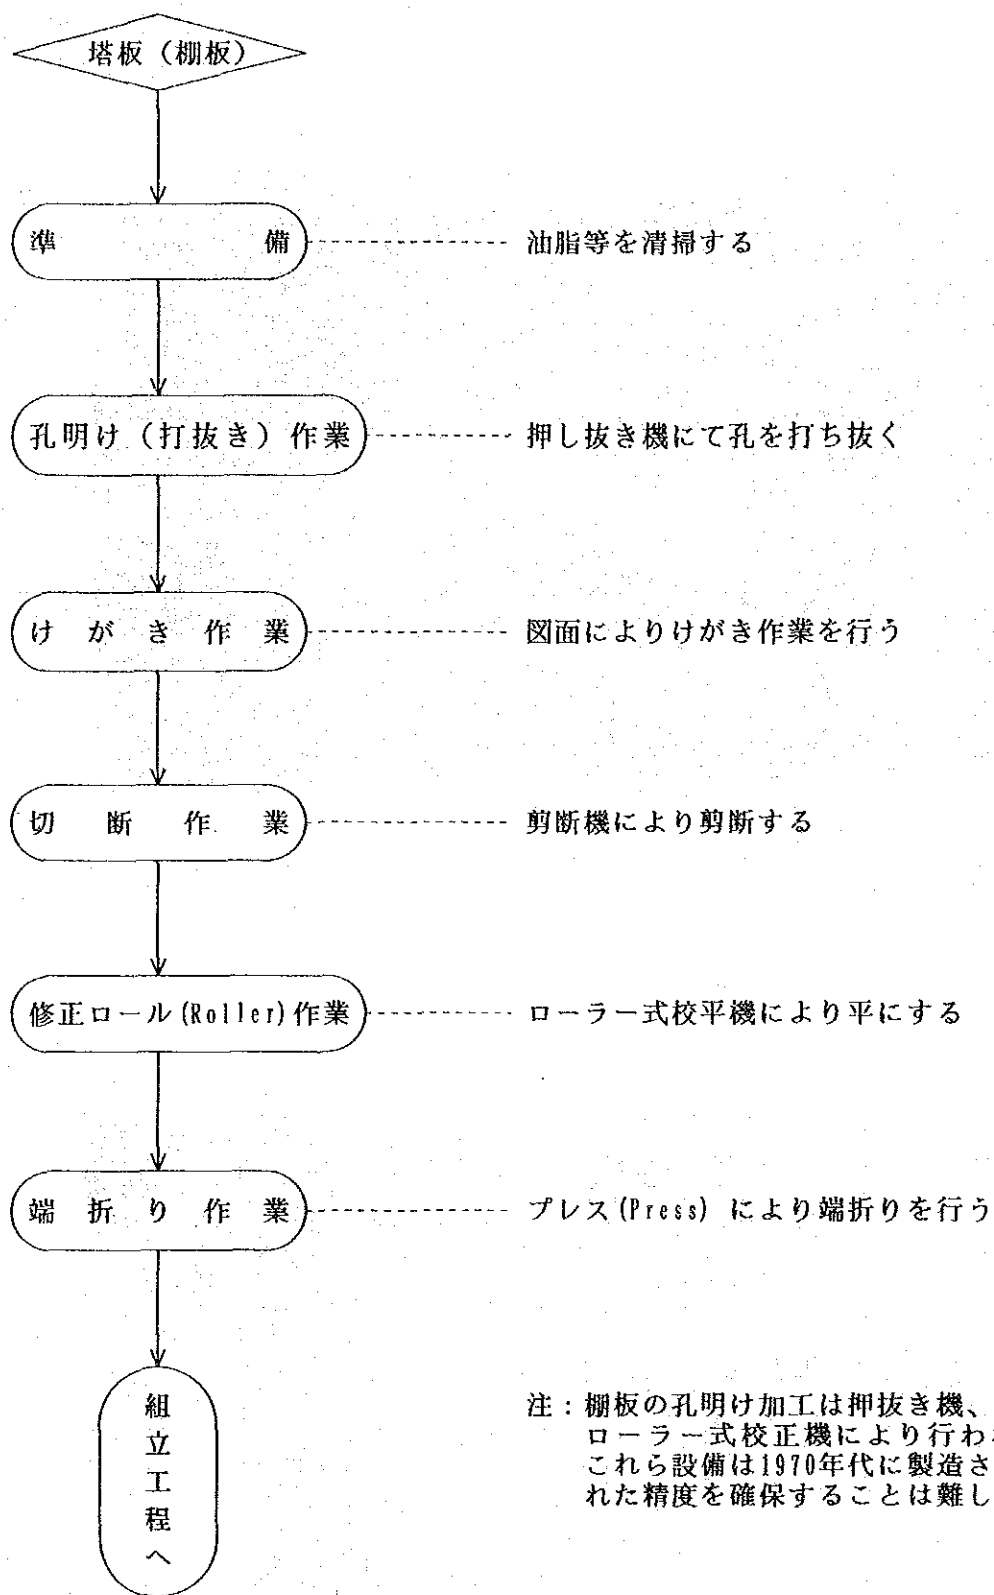 塔板（棚板）
準備 油脂等を清掃する
孔明け（打抜き）作業 押し抜き機にて孔を打ち抜く
けがき作業 図面によりけがき作業を行う
切断作業 剪断機により剪断する
修正ロール(Roller)作業 ローラー式校平機により平にする
端折り作業 プレス(Press) により端折りを行う
組立工程へ
注：棚板の孔明け加工は押抜き機、
ローラー式校正機により行わ
これら設備は1970年代に製造さ
れた精度を確保することは難し